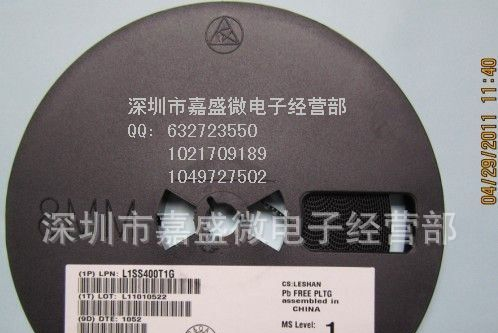 深圳市嘉盛微电子经营部
QQ: 632723550
1021709189
1049727502
04/29/2011 11:40
8MM
深圳市嘉盛微电子经营部
(1P) LPN: L1SS400T1G
(1T) LOT: L11010522
(9D) DTE: 1052
CS:LESHAN
Pb FREE PLTG
assembled in
CHINA
MS Level: 1